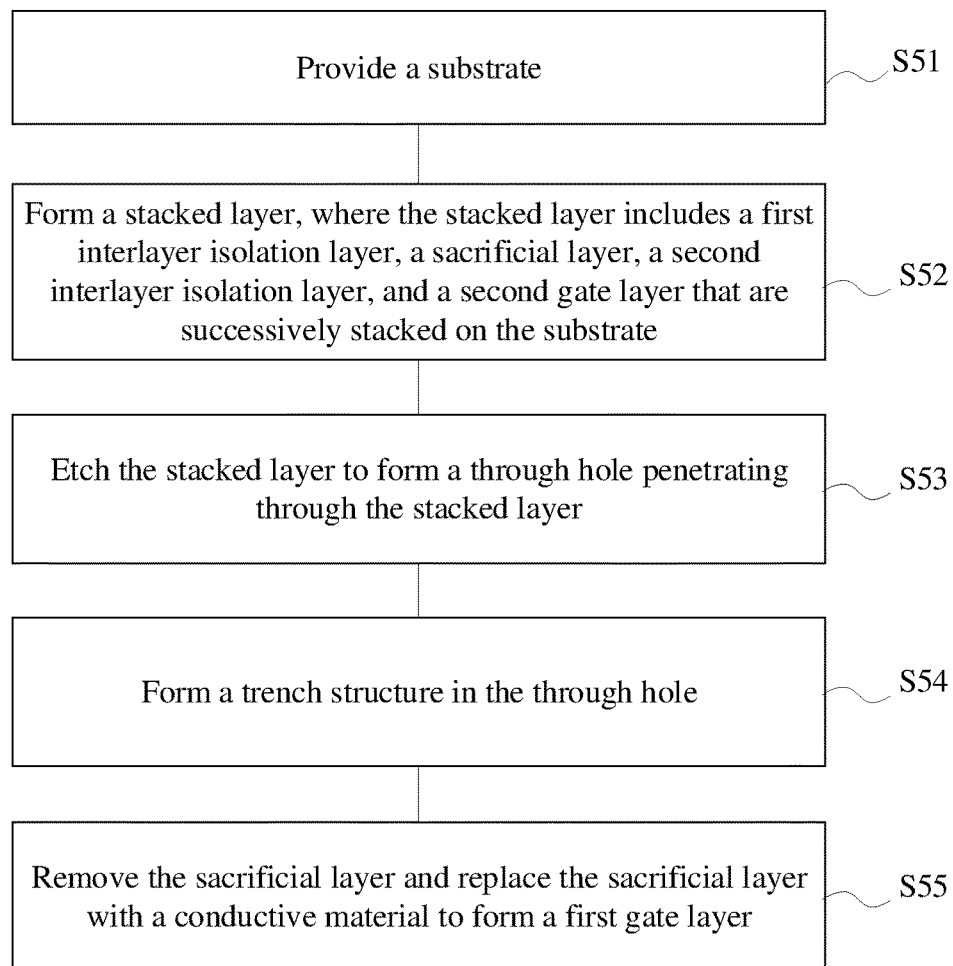 Provide a substrate
S51
Form a stacked layer, where the stacked layer includes a first
interlayer isolation layer, a sacrificial layer, a second
interlayer isolation layer, and a second gate layer that are
successively stacked on the substrate
S52
Etch the stacked layer to form a through hole penetrating
through the stacked layer
S53
Form a trench structure in the through hole
S54
Remove the sacrificial layer and replace the sacrificial layer
with a conductive material to form a first gate layer
S55